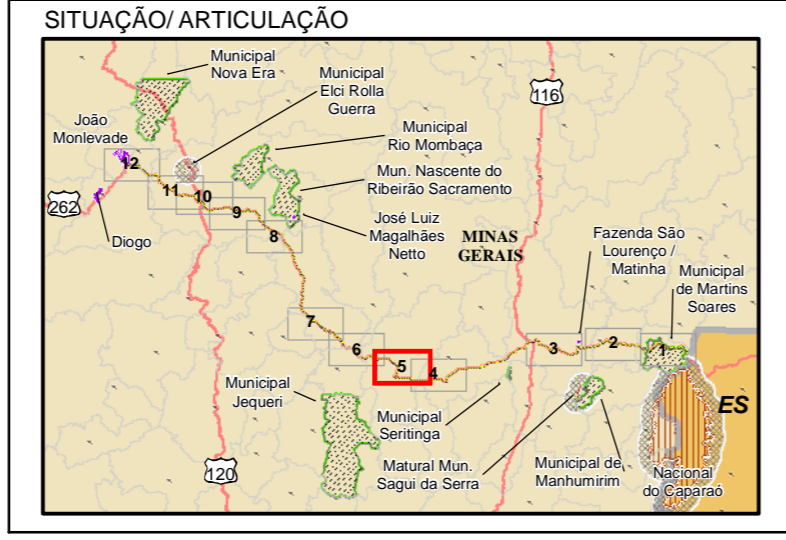 SITUAÇÃO/ ARTICULAÇÃO
Municipal
Nova Era
Municipal
Elci Rolla
Guerra
116
João
Monlevade
Municipal
Rio Mombaça
12
11
10
9
8
Mun. Nascente do
Ribeirão Sacramento
262
Diogo
José Luiz
Magalhães
Netto
MINAS
GERAIS
Fazenda São
Lourenço /
Matinha
Municipal
de Martins
Soares
7
6
5
4
3
2
1
Municipal
Jequeri
Municipal
Seritinga
ES
120
Matural Mun.
Sagui da Serra
Municipal de
Manhumirim
Nacional
do Caparaó